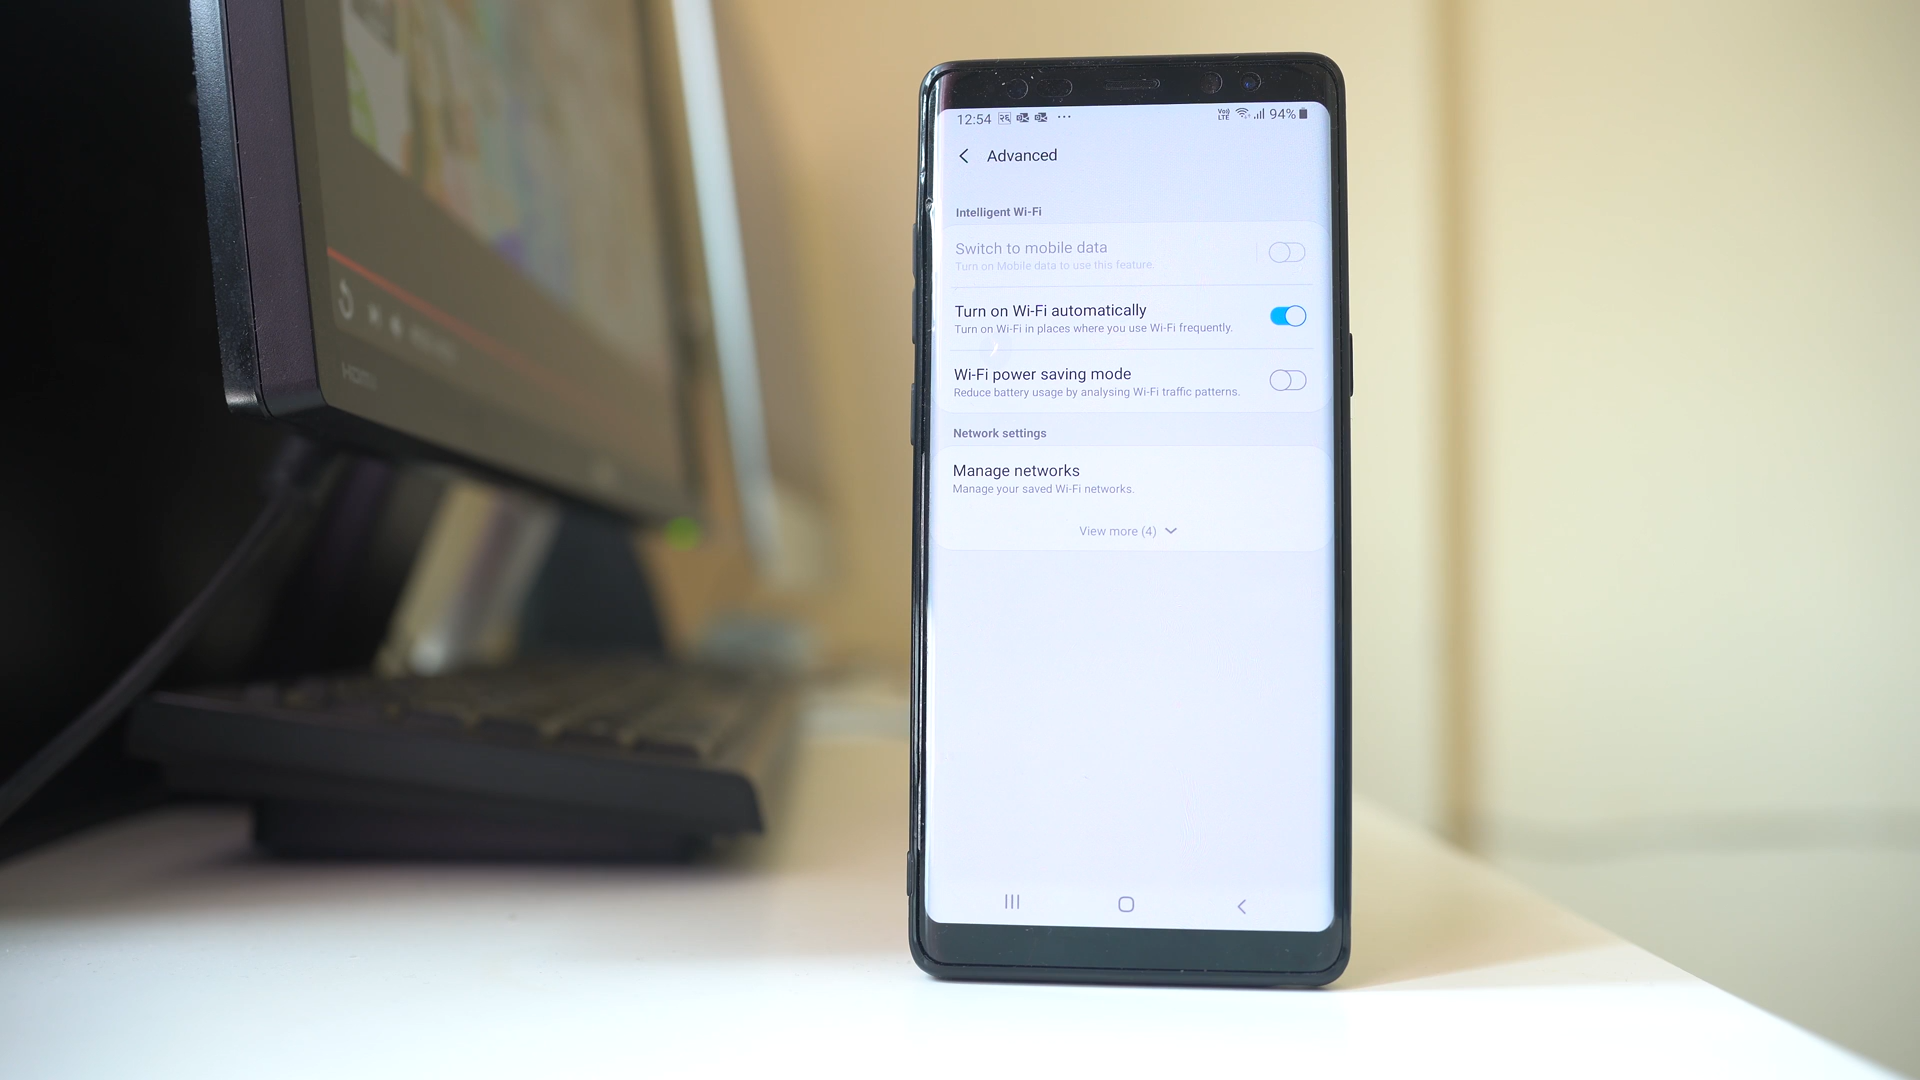 12:54 ... Vo)) LTE 94%
Advanced
Intelligent Wi-Fi
Switch to mobile data
Turn on Mobile data to use this feature.
Turn on Wi-Fi automatically
Turn on Wi-Fi in places where you use Wi-Fi frequently.
Wi-Fi power saving mode
Reduce battery usage by analysing Wi-Fi traffic patterns.
Network settings
Manage networks
Manage your saved Wi-Fi networks.
View more (4)